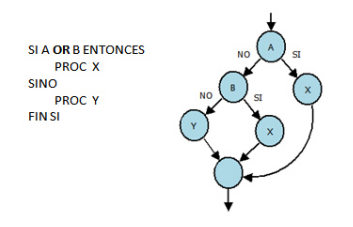 SI A OR B ENTONCES
PROC X
SINO
PROC Y
FIN SI
A
NO
SI
B
X
NO
SI
Y
X